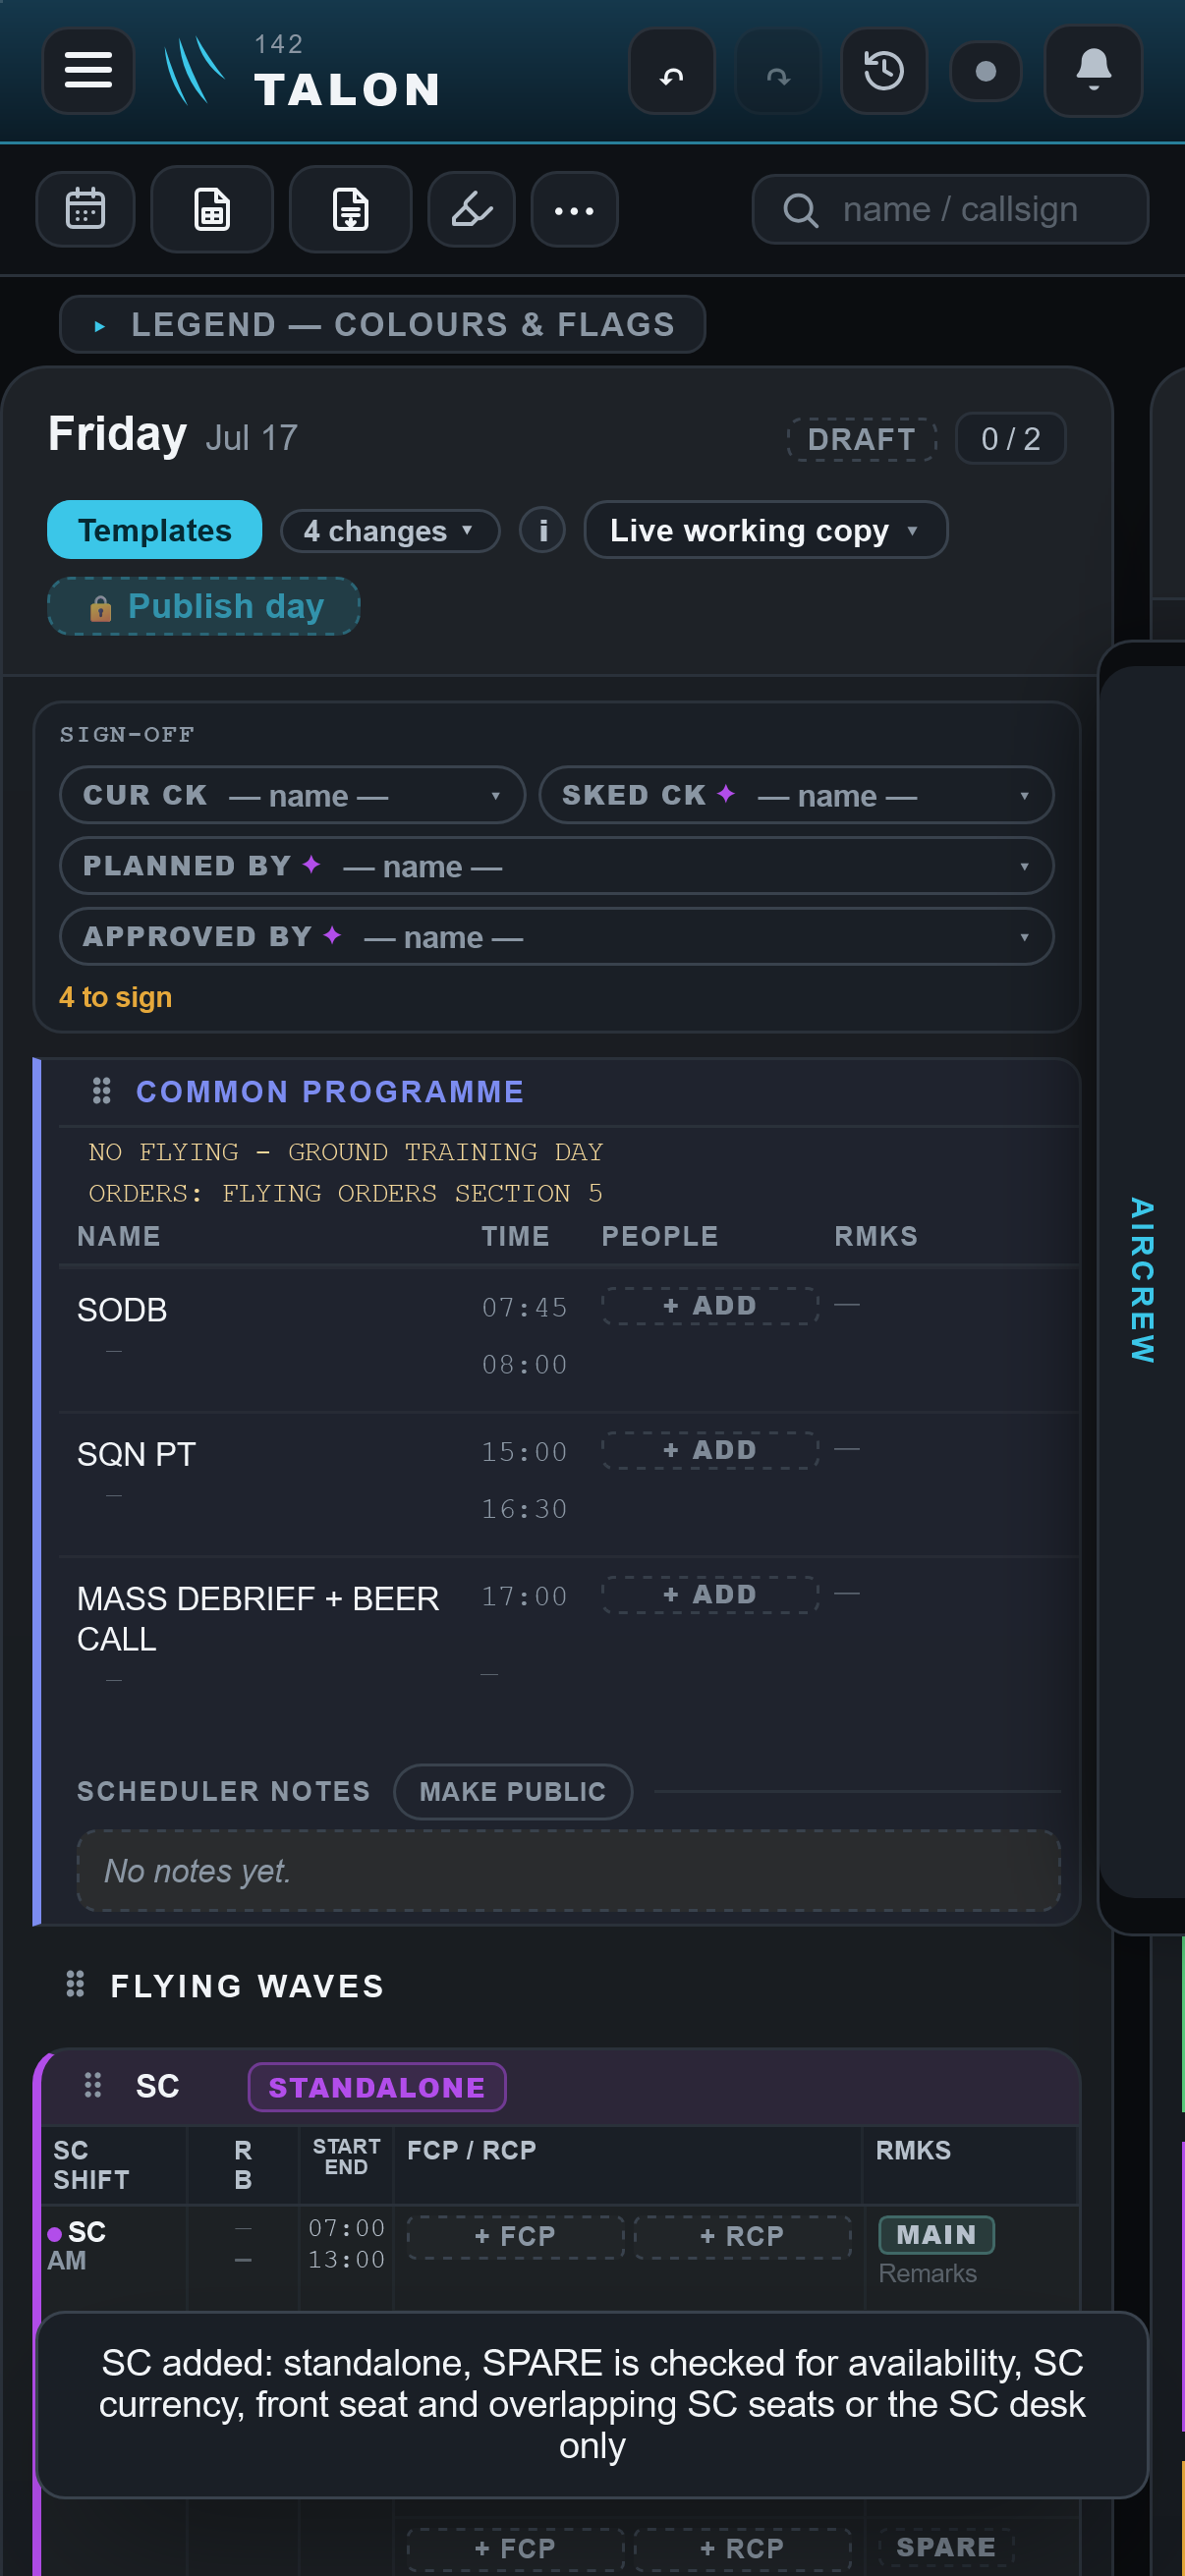 142
TALON
name / callsign
LEGEND — COLOURS & FLAGS
Friday Jul 17
DRAFT
0 / 2
Templates
4 changes
i
Live working copy
Publish day
SIGN-OFF
CUR CK — name —
SKED CK — name —
PLANNED BY — name —
APPROVED BY — name —
4 to sign
COMMON PROGRAMME
NO FLYING - GROUND TRAINING DAY
ORDERS: FLYING ORDERS SECTION 5
NAME TIME PEOPLE RMKS
SODB 07:45 + ADD —
— 08:00
SQN PT 15:00 + ADD —
— 16:30
MASS DEBRIEF + BEER 17:00 + ADD —
CALL
— —
SCHEDULER NOTES MAKE PUBLIC
No notes yet.
AIRCREW
FLYING WAVES
SC STANDALONE
SC SHIFT
R B
START END
FCP / RCP
RMKS
SC — 07:00 + FCP + RCP MAIN
AM — 13:00 Remarks
SC added: standalone, SPARE is checked for availability, SC
currency, front seat and overlapping SC seats or the SC desk
only
+ FCP + RCP SPARE